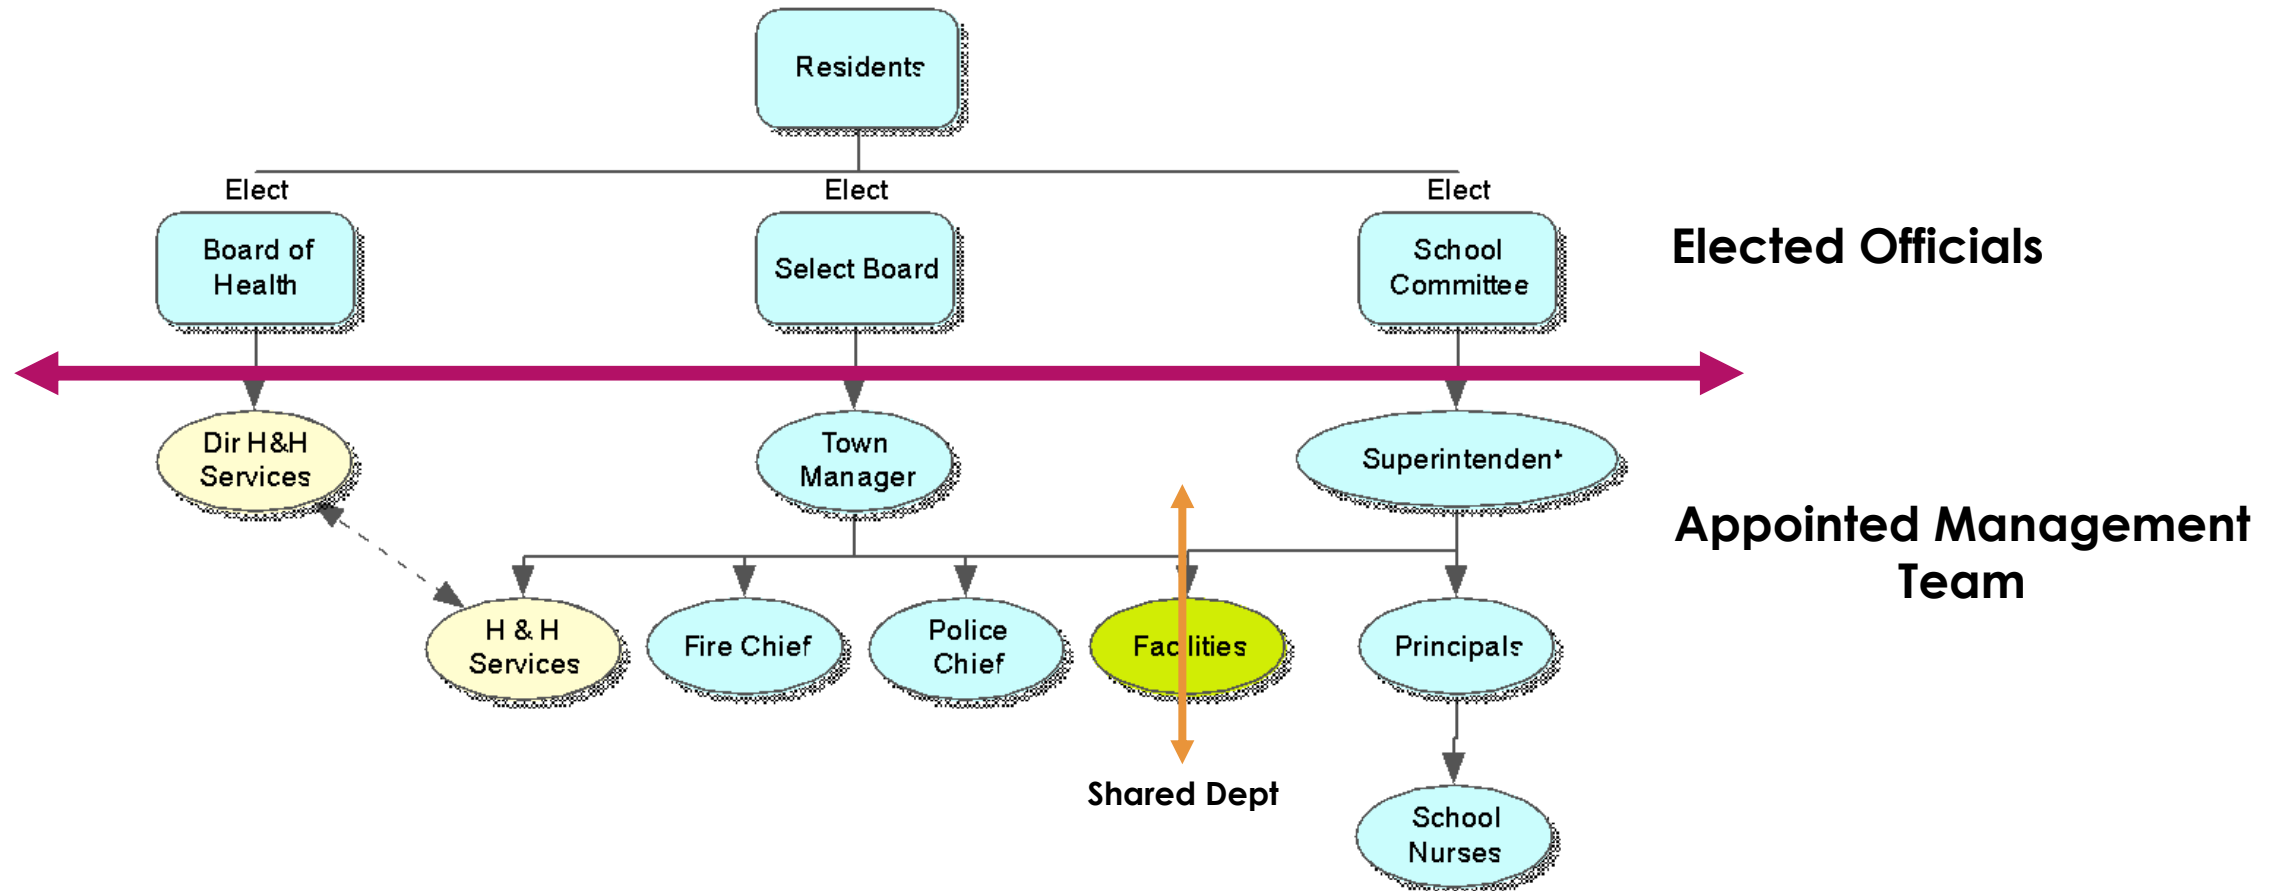 Residents
Elect
Elect
Elect
Board of
Health
Select Board
School
Committee
Elected Officials
Dir H&H
Services
Town
Manager
Superintendent
Appointed Management
Team
H & H
Services
Fire Chief
Police
Chief
Facilities
Principals
Shared Dept
School
Nurses